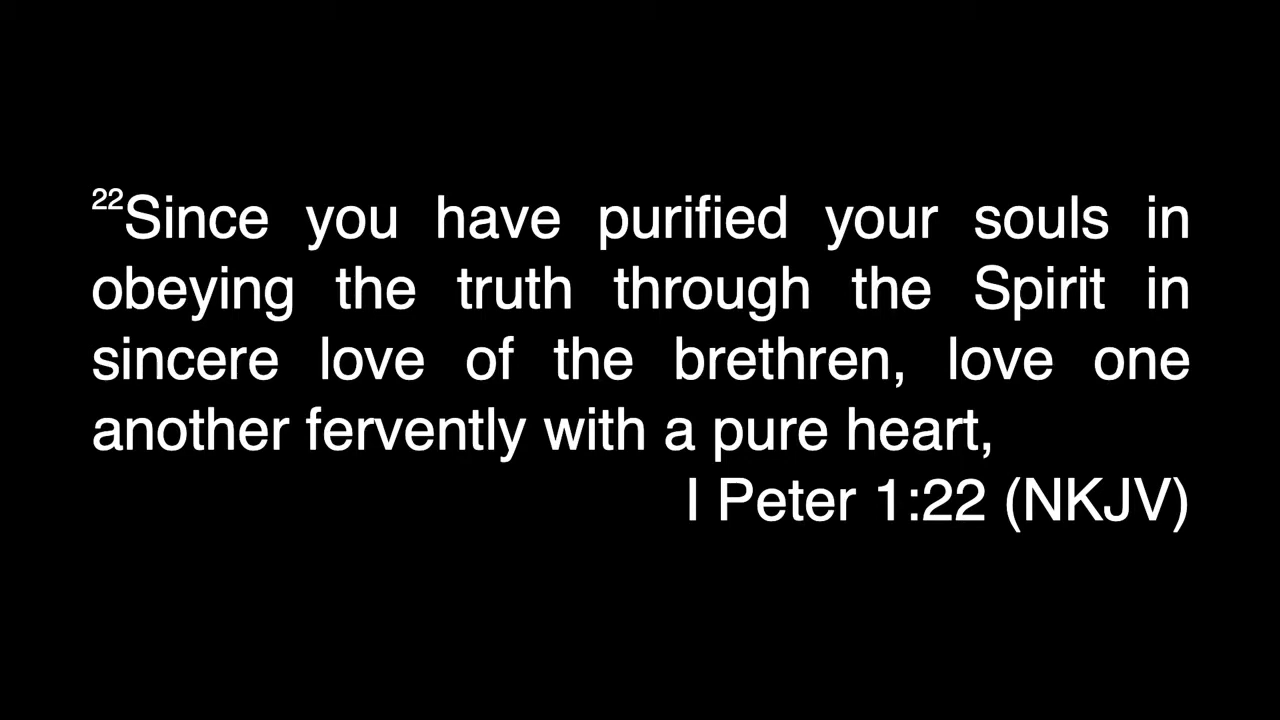 22Since you have purified your souls in
obeying the truth through the Spirit in
sincere love of the brethren, love one
another fervently with a pure heart,
I Peter 1:22 (NKJV)